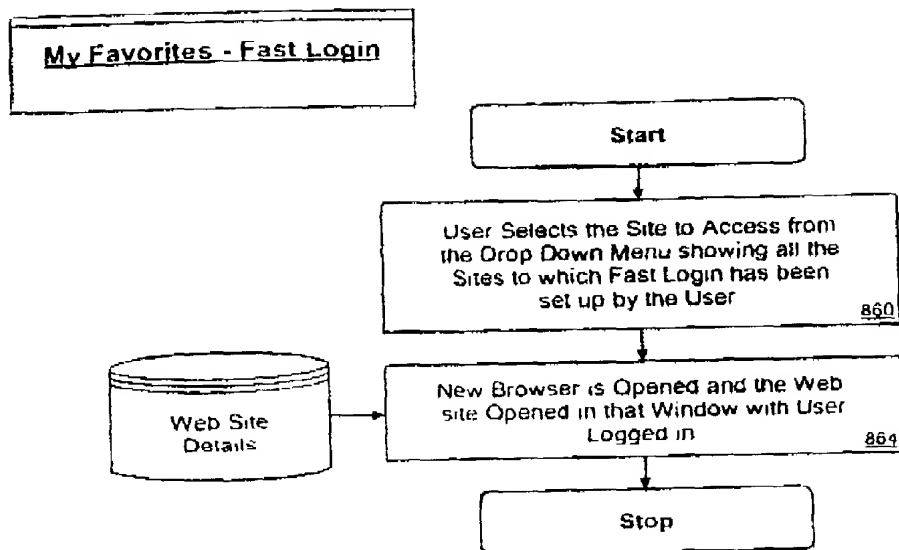 My Favorites - Fast Login
Start
User Selects the Site to Access from
the Drop Down Menu showing all the
Sites to which Fast Login has been
set up by the User
860
New Browser is Opened and the Web
site Opened in that Window with User
Logged in
864
Web Site
Details
Stop